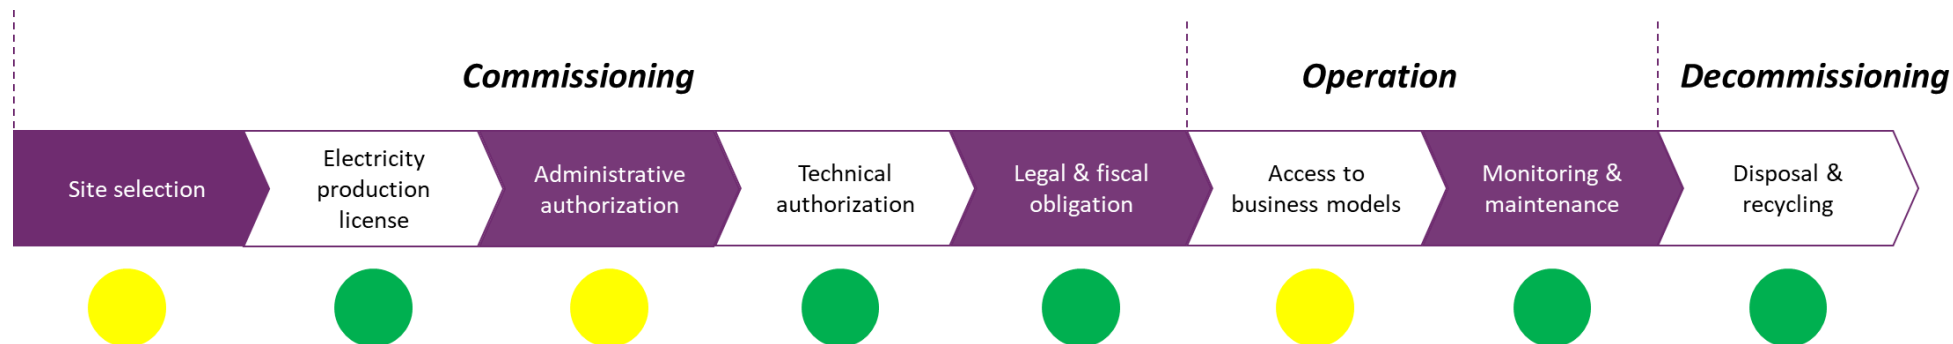 Commissioning
Operation
Decommissioning
Site selection
Electricity
production
license
Administrative
authorization
Technical
authorization
Legal & fiscal
obligation
Access to
business models
Monitoring &
maintenance
Disposal &
recycling